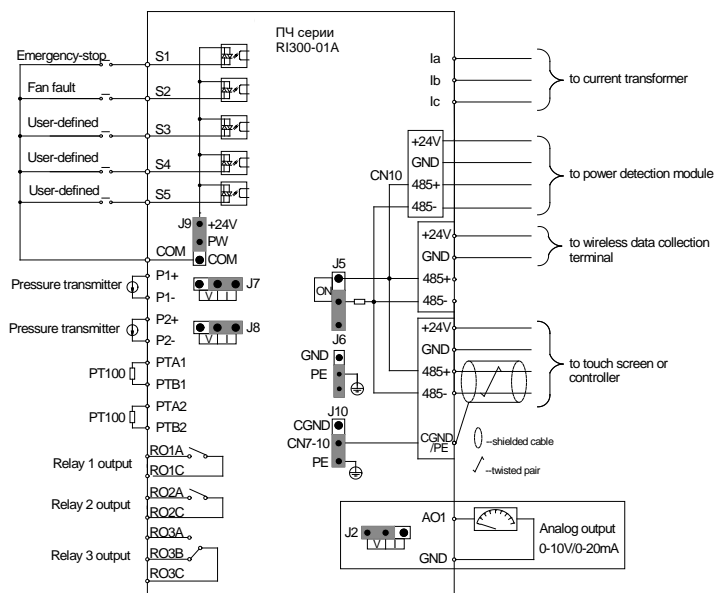 ПЧ серии
RI300-01A
Emergency-stop
S1
Fan fault
S2
User-defined
S3
User-defined
S4
User-defined
S5
J9
+24V
PW
COM
COM
Pressure transmitter
P1+
P1-
J7
V I
Pressure transmitter
P2+
P2-
J8
V I
PT100
PTA1
PTB1
PT100
PTA2
PTB2
Relay 1 output
RO1A
RO1C
Relay 2 output
RO2A
RO2C
Relay 3 output
RO3A
RO3B
RO3C
Ia
Ib
Ic
to current transformer
CN10
+24V
GND
485+
485-
to power detection module
+24V
GND
485+
485-
to wireless data collection
terminal
J5
ON
J6
GND
PE
+24V
GND
485+
485-
CGND
/PE
to touch screen or
controller
J10
CGND
CN7-10
PE
--shielded cable
--twisted pair
J2
V I
AO1
GND
Analog output
0-10V/0-20mA